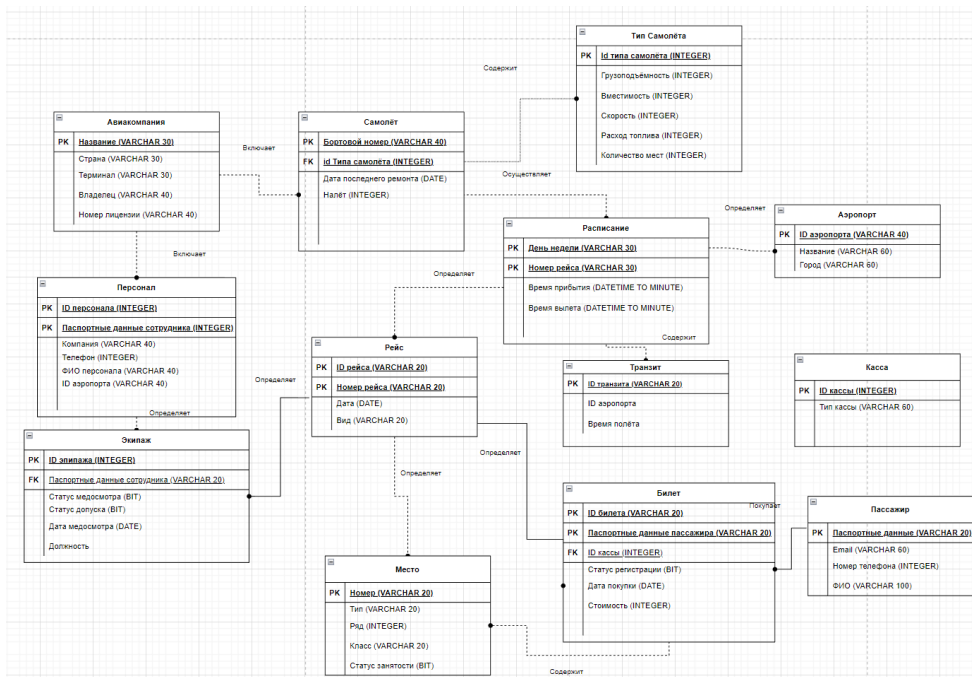 Тип Самолёта
PK Id типа самолёта (INTEGER)
Грузоподъёмность (INTEGER)
Вместимость (INTEGER)
Скорость (INTEGER)
Расход топлива (INTEGER)
Количество мест (INTEGER)
Содержит
Авиакомпания
PK Название (VARCHAR 30)
Страна (VARCHAR 30)
Терминал (VARCHAR 30)
Владелец (VARCHAR 40)
Номер лицензии (VARCHAR 40)
Включает
Самолёт
PK Бортовой номер (VARCHAR 40)
FK id Типа самолёта (INTEGER)
Дата последнего ремонта (DATE)
Налёт (INTEGER)
Осуществляет
Расписание
PK День недели (VARCHAR 30)
PK Номер рейса (VARCHAR 30)
Время прибытия (DATETIME TO MINUTE)
Время вылета (DATETIME TO MINUTE)
Определяет
Аэропорт
PK ID аэропорта (VARCHAR 40)
Название (VARCHAR 60)
Город (VARCHAR 60)
Включает
Персонал
PK ID персонала (INTEGER)
PK Паспортные данные сотрудника (INTEGER)
Компания (VARCHAR 40)
Телефон (INTEGER)
ФИО персонала (VARCHAR 40)
ID аэропорта (VARCHAR 40)
Определяет
Рейс
PK ID рейса (VARCHAR 20)
PK Номер рейса (VARCHAR 20)
Дата (DATE)
Вид (VARCHAR 20)
Содержит
Транзит
PK ID транзита (VARCHAR 20)
ID аэропорта
Время полёта
Касса
PK ID кассы (INTEGER)
Тип кассы (VARCHAR 60)
Определяет
Определяет
Экипаж
PK ID эпипажа (INTEGER)
FK Паспортные данные сотрудника (VARCHAR 20)
Статус медосмотра (BIT)
Статус допуска (BIT)
Дата медосмотра (DATE)
Должность
Определяет
Определяет
Билет
PK ID билета (VARCHAR 20)
PK Паспортные данные пассажира (VARCHAR 20)
FK ID кассы (INTEGER)
Статус регистрации (BIT)
Дата покупки (DATE)
Стоимость (INTEGER)
Покупает
Пассажир
PK Паспортные данные (VARCHAR 20)
Email (VARCHAR 60)
Номер телефона (INTEGER)
ФИО (VARCHAR 100)
Место
PK Номер (VARCHAR 20)
Тип (VARCHAR 20)
Ряд (INTEGER)
Класс (VARCHAR 20)
Статус занятости (BIT)
Содержит